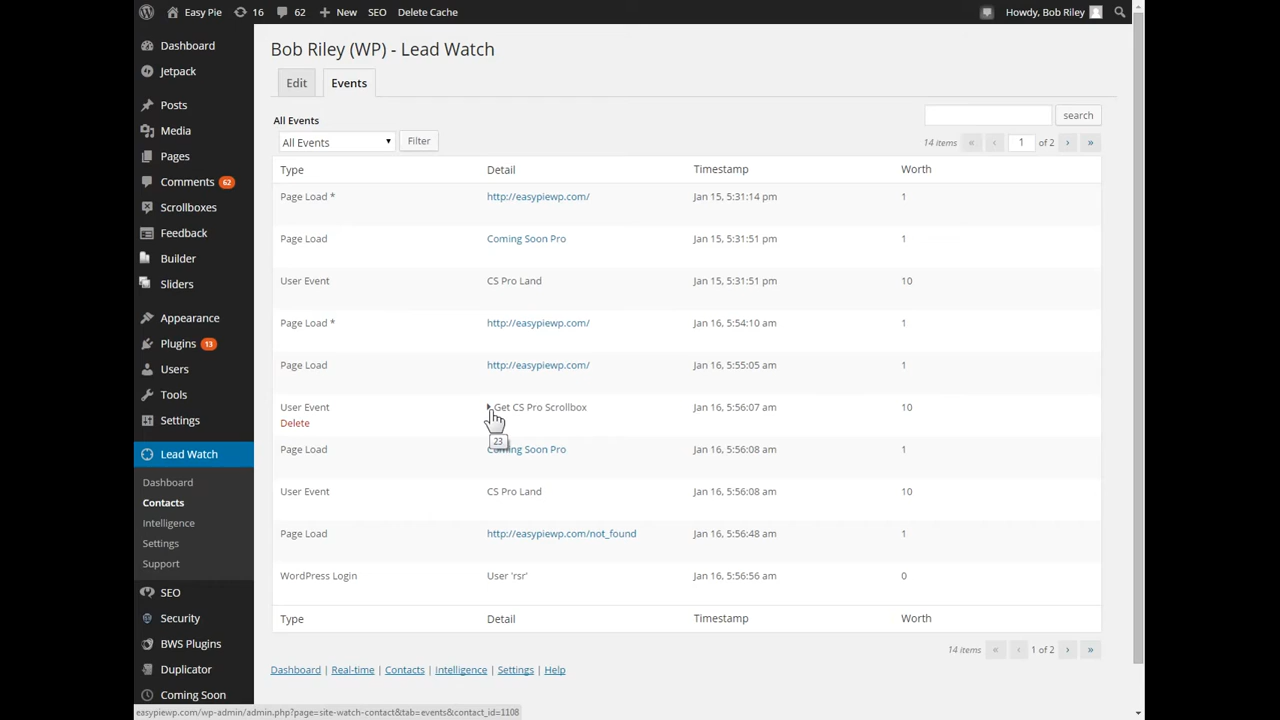 Easy Pie 16 62 + New SEO Delete Cache Howdy, Bob Riley
Dashboard
Jetpack
Posts
Media
Pages
Comments 62
Scrollboxes
Feedback
Builder
Sliders
Appearance
Plugins 13
Users
Tools
Settings
Lead Watch
Dashboard
Contacts
Intelligence
Settings
Support
SEO
Security
BWS Plugins
Duplicator
Coming Soon
Bob Riley (WP) - Lead Watch
Edit Events
All Events
search
All Events Filter
14 items « ‹ 1 of 2 › »
Type Detail Timestamp Worth
Page Load * http://easypiewp.com/ Jan 15, 5:31:14 pm 1
Page Load Coming Soon Pro Jan 15, 5:31:51 pm 1
User Event CS Pro Land Jan 15, 5:31:51 pm 10
Page Load * http://easypiewp.com/ Jan 16, 5:54:10 am 1
Page Load http://easypiewp.com/ Jan 16, 5:55:05 am 1
User Event Get CS Pro Scrollbox Jan 16, 5:56:07 am 10
Delete
23
Page Load Coming Soon Pro Jan 16, 5:56:08 am 1
User Event CS Pro Land Jan 16, 5:56:08 am 10
Page Load http://easypiewp.com/not_found Jan 16, 5:56:48 am 1
WordPress Login User 'rsr' Jan 16, 5:56:56 am 0
Type Detail Timestamp Worth
14 items « ‹ 1 of 2 › »
Dashboard | Real-time | Contacts | Intelligence | Settings | Help
easypiewp.com/wp-admin/admin.php?page=site-watch-contact&tab=events&contact_id=1108